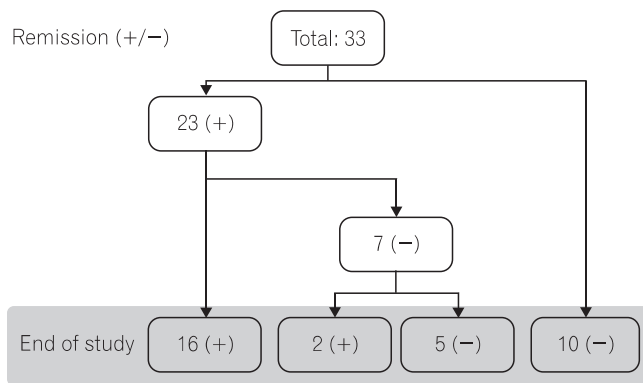 Remission (+/−)
Total: 33
23 (+)
7 (−)
End of study
16 (+)
2 (+)
5 (−)
10 (−)